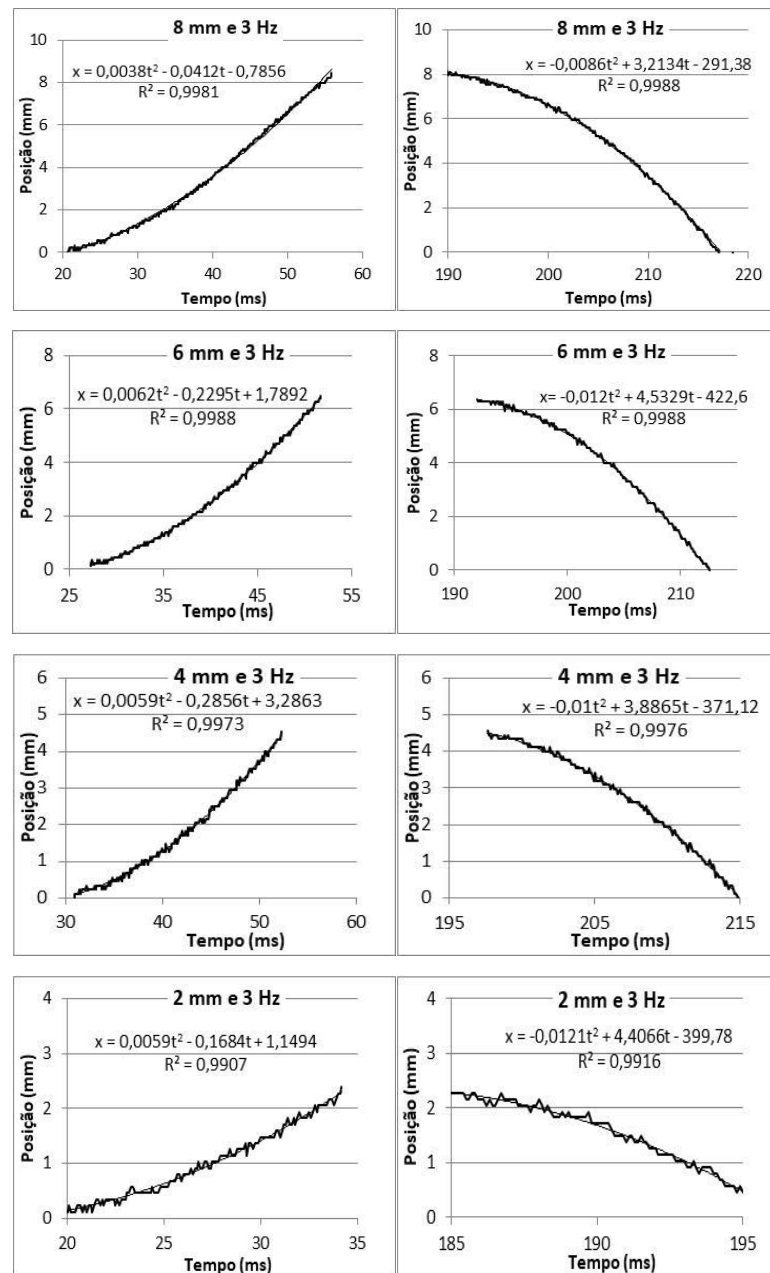 8 mm e 3 Hz
x = 0,0038t² - 0,0412t - 0,7856
R² = 0,9981
Posição (mm)
10
8
6
4
2
0
20 30 40 50 60
Tempo (ms)
8 mm e 3 Hz
x = -0,0086t² + 3,2134t - 291,38
R² = 0,9988
Posição (mm)
10
8
6
4
2
0
190 200 210 220
Tempo (ms)
6 mm e 3 Hz
x = 0,0062t² - 0,2295t + 1,7892
R² = 0,9988
Posição (mm)
8
6
4
2
0
25 35 45 55
Tempo (ms)
6 mm e 3 Hz
x= -0,012t² + 4,5329t - 422,6
R² = 0,9988
Posição (mm)
8
6
4
2
0
190 200 210
Tempo (ms)
4 mm e 3 Hz
x = 0,0059t² - 0,2856t + 3,2863
R² = 0,9973
Posição (mm)
6
5
4
3
2
1
0
30 40 50 60
Tempo (ms)
4 mm e 3 Hz
x = -0,01t² + 3,8865t - 371,12
R² = 0,9976
Posição (mm)
6
5
4
3
2
1
0
195 205 215
Tempo (ms)
2 mm e 3 Hz
x = 0,0059t² - 0,1684t + 1,1494
R² = 0,9907
Posição (mm)
4
3
2
1
0
20 25 30 35
Tempo (ms)
2 mm e 3 Hz
x = -0,0121t² + 4,4066t - 399,78
R² = 0,9916
Posição (mm)
4
3
2
1
0
185 190 195
Tempo (ms)